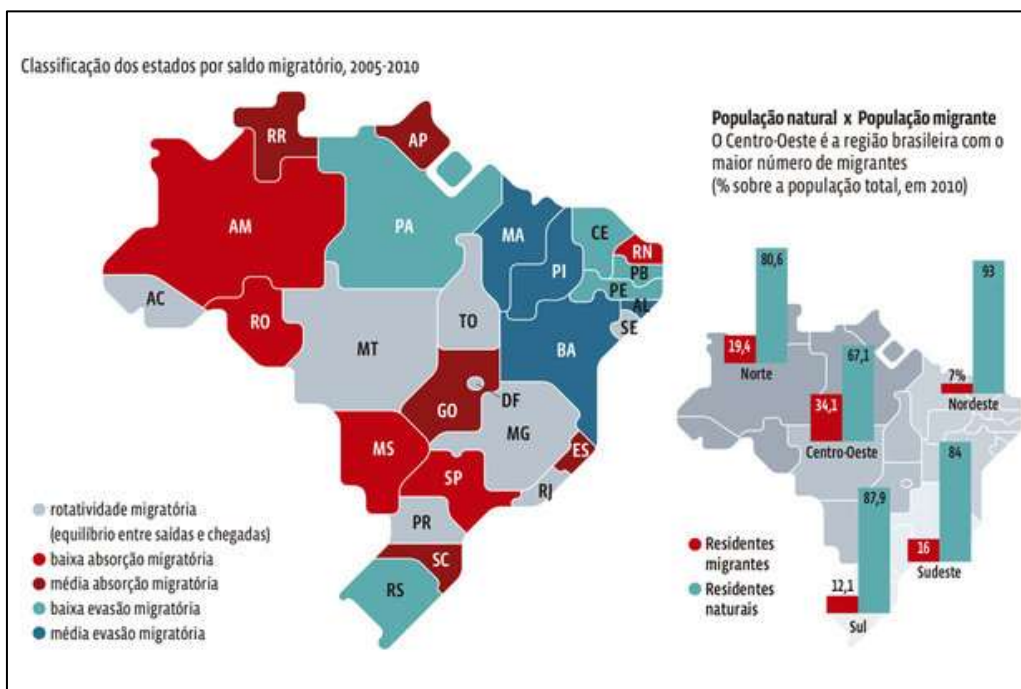 Classificação dos estados por saldo migratório, 2005-2010
RR
AP
AM
PA
MA
CE
RN
PI
PB
PE
AL
SE
AC
RO
TO
MT
BA
GO
DF
MG
MS
ES
SP
RJ
PR
SC
RS
rotatividade migratória
(equilíbrio entre saídas e chegadas)
baixa absorção migratória
média absorção migratória
baixa evasão migratória
média evasão migratória
População natural x População migrante
O Centro-Oeste é a região brasileira com o
maior número de migrantes
(% sobre a população total, em 2010)
80,6
19,4
Norte
93
7%
Nordeste
67,1
34,1
Centro-Oeste
84
16
Sudeste
87,9
12,1
Sul
Residentes
migrantes
Residentes
naturais